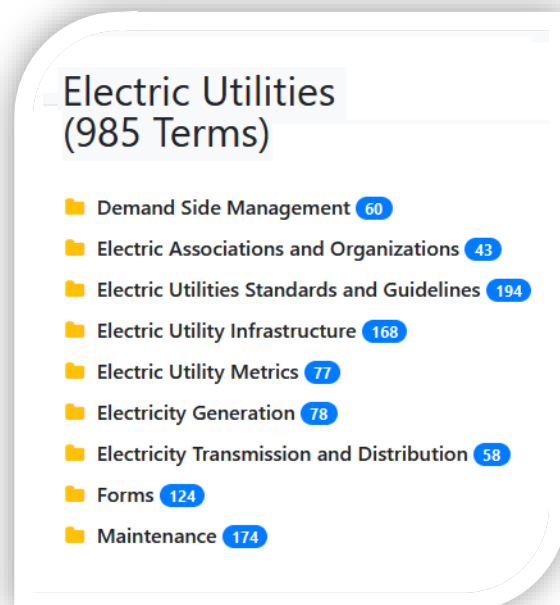 Electric Utilities
(985 Terms)
Demand Side Management 60
Electric Associations and Organizations 43
Electric Utilities Standards and Guidelines 194
Electric Utility Infrastructure 168
Electric Utility Metrics 77
Electricity Generation 78
Electricity Transmission and Distribution 58
Forms 124
Maintenance 174